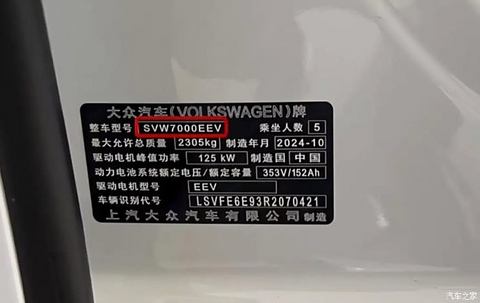 大众汽车(VOLKSWAGEN)牌
整车型号 SVW7000EEV 乘坐人数 5
最大允许总质量 2305kg 制造年月 2024-10
驱动电机峰值功率 125 kW 制造国 中国
动力电池系统额定电压/额定容量 353V/152Ah
驱动电机型号 EEV
车辆识别代号 LSVFE6E93R2070421
上汽大众汽车有限公司 制造
汽车之家